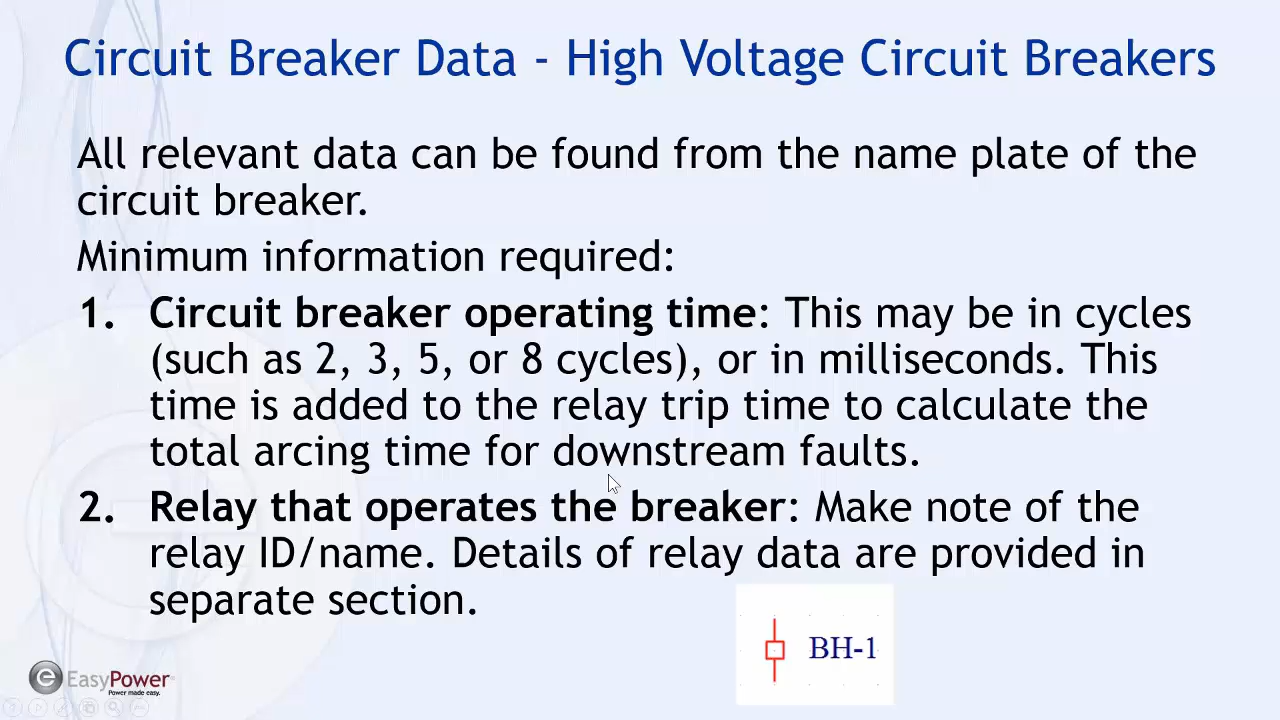 Circuit Breaker Data - High Voltage Circuit Breakers
All relevant data can be found from the name plate of the
circuit breaker.
Minimum information required:
1. Circuit breaker operating time: This may be in cycles
(such as 2, 3, 5, or 8 cycles), or in milliseconds. This
time is added to the relay trip time to calculate the
total arcing time for downstream faults.
2. Relay that operates the breaker: Make note of the
relay ID/name. Details of relay data are provided in
separate section.
BH-1
e EasyPower
Power made easy.